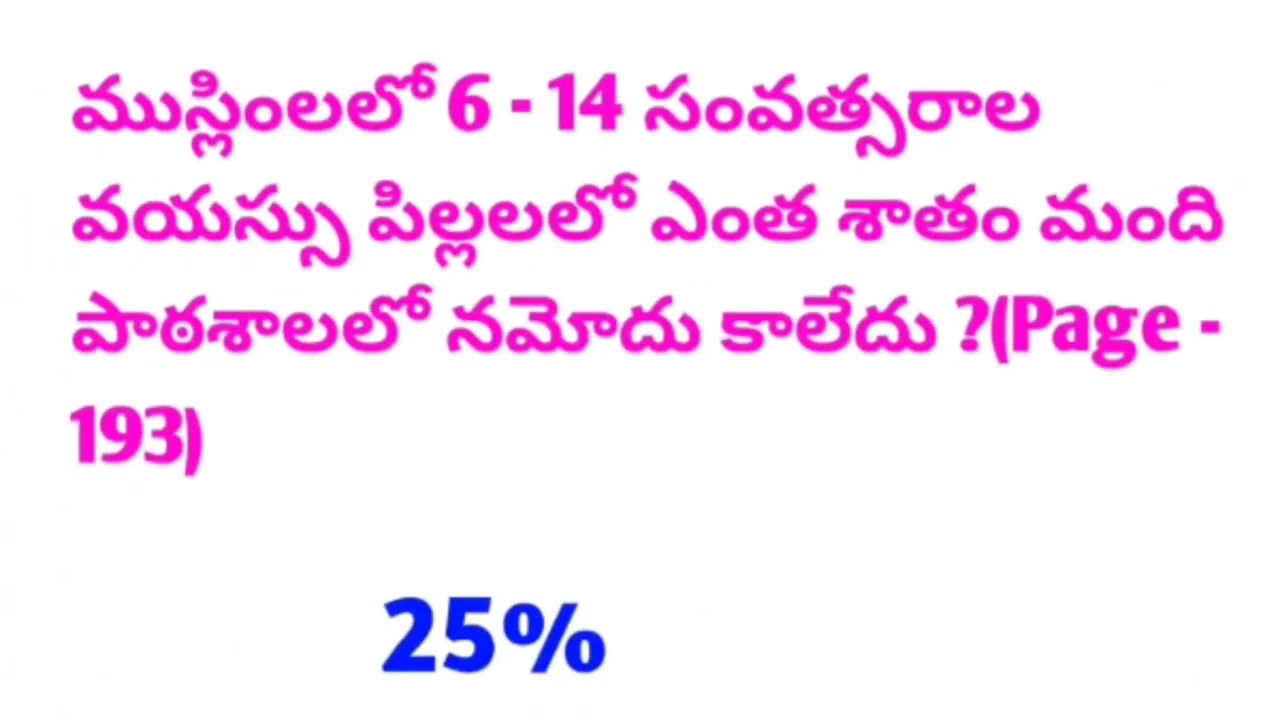 ముస్లింలలో 6 - 14 సంవత్సరాల
వయస్సు పిల్లలలో ఎంత శాతం మంది
పాఠశాలలో నమోదు కాలేదు ?(Page -
193)
25%